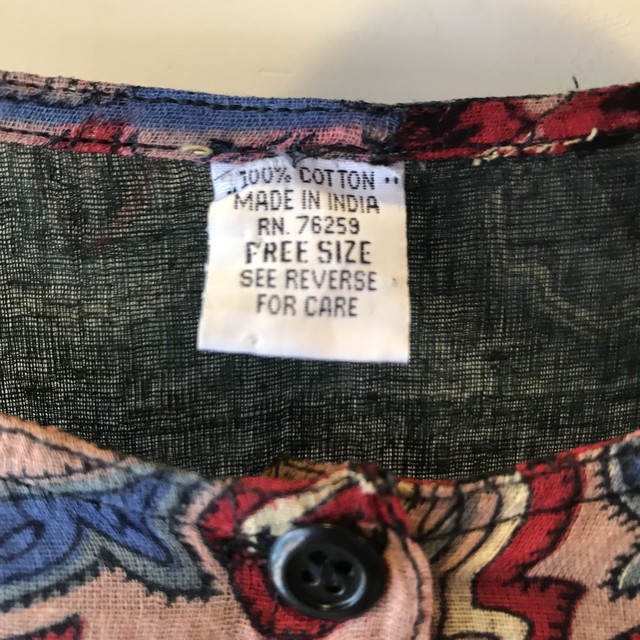 "100% COTTON"
MADE IN INDIA
RN. 76259
FREE SIZE
SEE REVERSE
FOR CARE